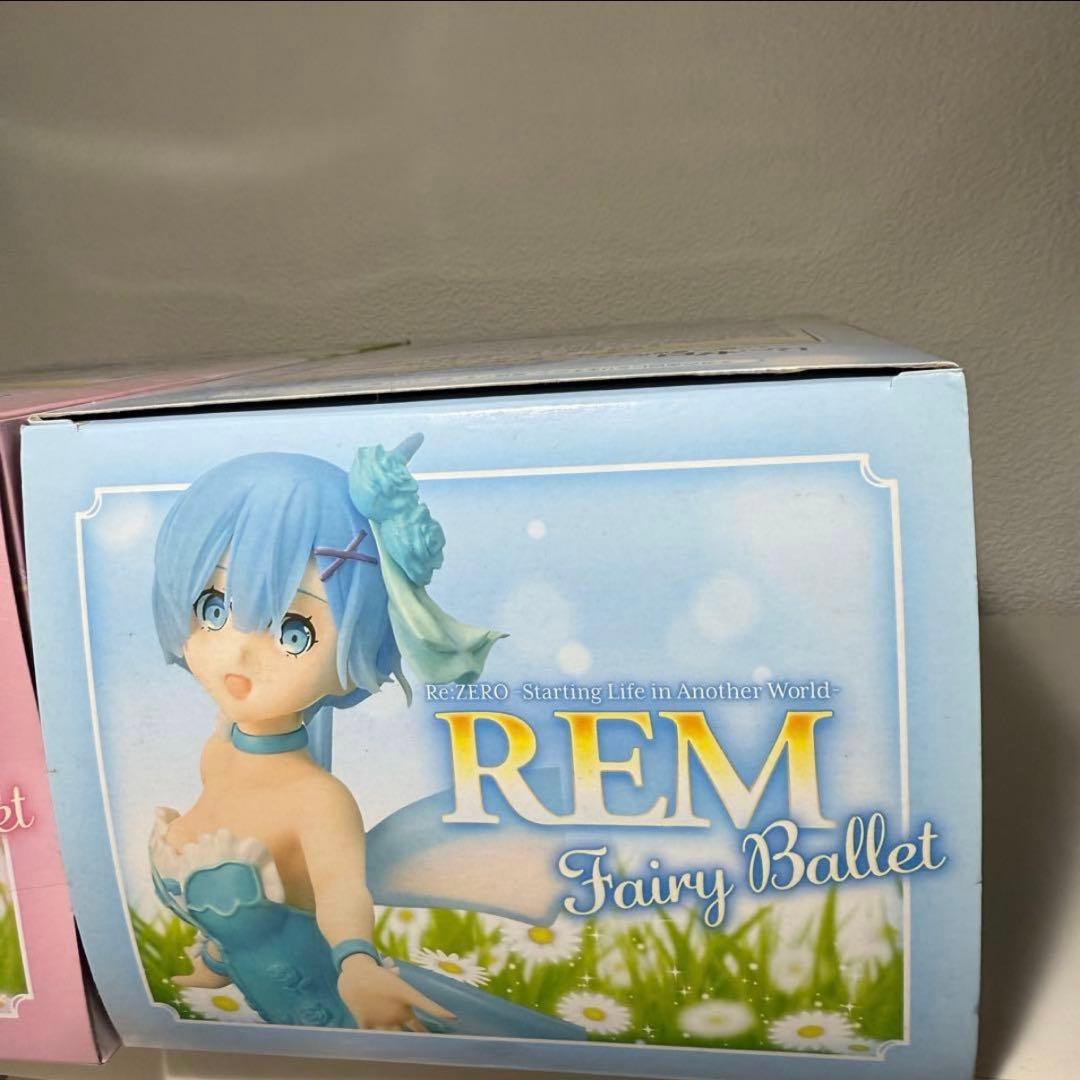 Re:ZERO -Starting Life in Another World-
REM
Fairy Ballet